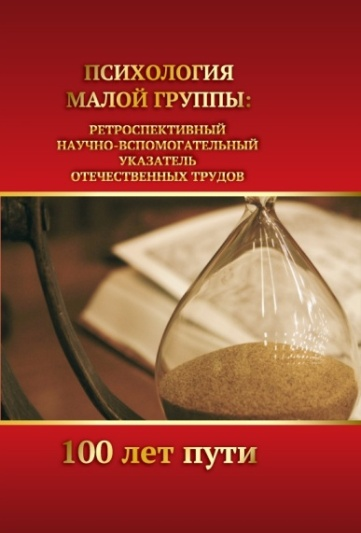 ПСИХОЛОГИЯ
МАЛОЙ ГРУППЫ:
РЕТРОСПЕКТИВНЫЙ
НАУЧНО-ВСПОМОГАТЕЛЬНЫЙ
УКАЗАТЕЛЬ
ОТЕЧЕСТВЕННЫХ ТРУДОВ
100 лет пути